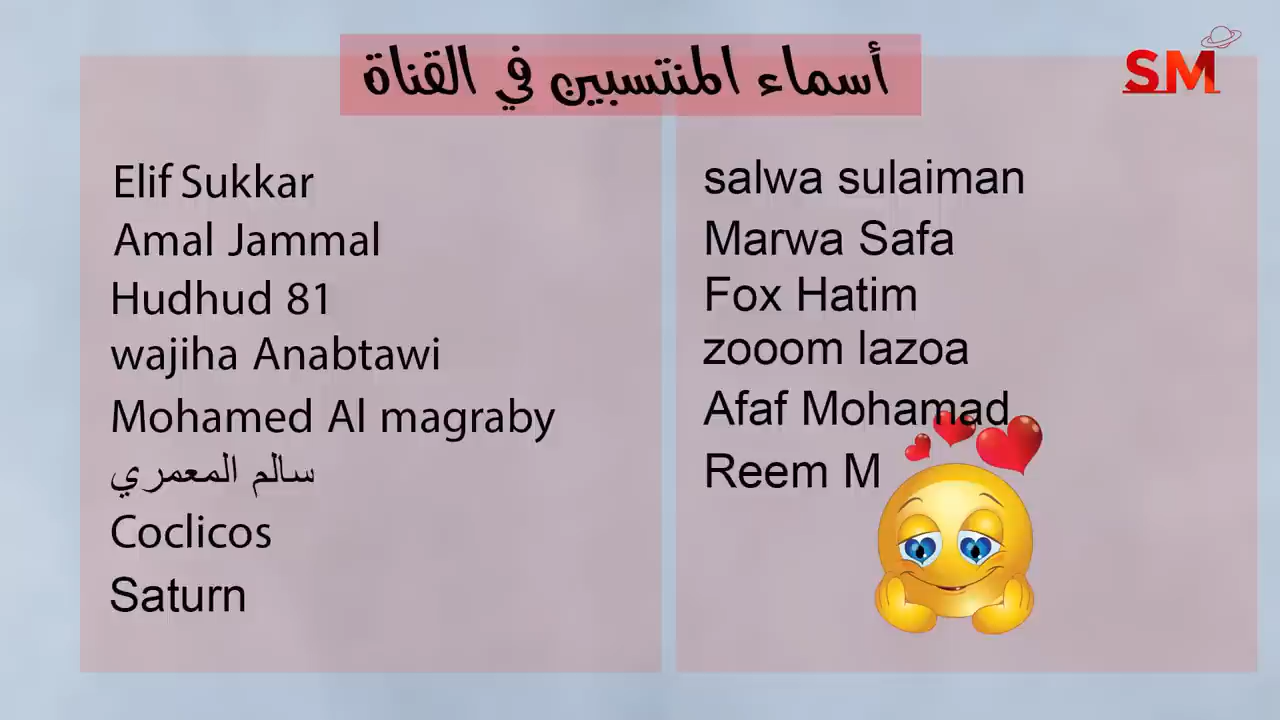 أسماء المنتسبين في القناة
SM
Elif Sukkar
Amal Jammal
Hudhud 81
wajiha Anabtawi
Mohamed Al magraby
سالم المعمري
Coclicos
Saturn
salwa sulaiman
Marwa Safa
Fox Hatim
zooom lazoa
Afaf Mohamad
Reem M